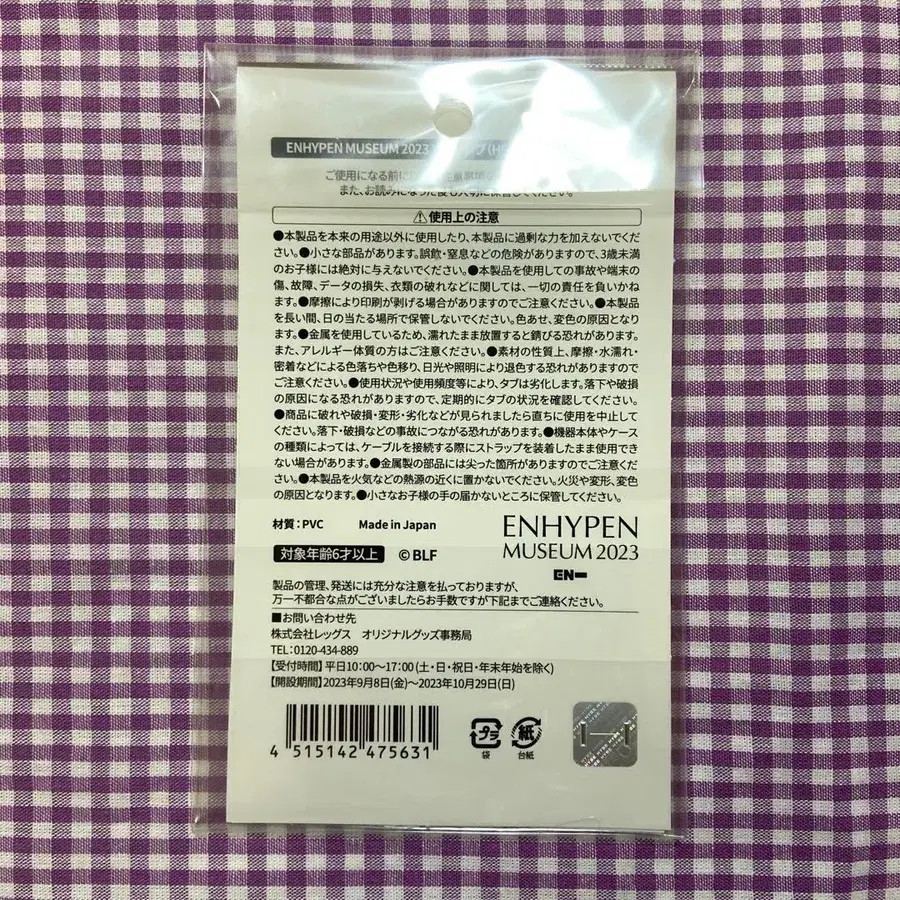 ENHYPEN MUSEUM 2023
ご使用になる前に
また、お読みになった後も大切に保管してください。
⚠使用上の注意
●本製品を本来の用途以外に使用したり、本製品に過剰な力を加えないでくだ
さい。●小さな部品があります。誤飲・窒息などの危険がありますので、3歳未満
のお子様には絶対に与えないでください。●本製品を使用しての事故や端末の
傷、故障、データの損失、衣類の破れなどに関しては、一切の責任を負いかね
ます。●摩擦により印刷が剥げる場合がありますのでご注意ください。●本製品
を長い間、日の当たる場所で保管しないでください。色あせ、変色の原因となりま
す。●金属を使用しているため、濡れたまま放置すると錆びる恐れがあります。
また、アレルギー体質の方はご注意ください。●素材の性質上、摩擦・水濡れ・
密着などによる色落ちや色移り、日光や照明により退色する恐れがありますので
ご注意ください。●使用状況や使用頻度等により、タブは劣化します。落下や破損
の原因になる恐れがありますので、定期的にタブの状況を確認してください。
●商品に破れや破損・変形・劣化などが見られましたら直ちに使用を中止して
ください。落下・破損などの事故につながる恐れがあります。●機器本体やケース
の種類によっては、ケーブルを接続する際にストラップを装着したまま使用でき
ない場合があります。●金属製の部品には尖った箇所がありますのでご注意くだ
さい。●本製品を火気などの熱源の近くに置かないでください。火災や変形、変色
の原因となります。●小さなお子様の手の届かないところに保管してください。
材質：PVC Made in Japan
ENHYPEN
MUSEUM 2023
EN-
対象年齢6才以上 © BLF
製品の管理、発送には充分な注意を払っておりますが、
万一不都合な点がございましたらお手数ですが下記までご連絡ください。
■お問い合わせ先
株式会社レッグス オリジナルグッズ事務局
TEL:0120-434-889
【受付時間】平日10:00〜17:00(土・日・祝日・年末年始を除く)
【開設期間】2023年9月8日(金)〜2023年10月29日(日)
4 515142 475631
プラ
袋
紙
台紙